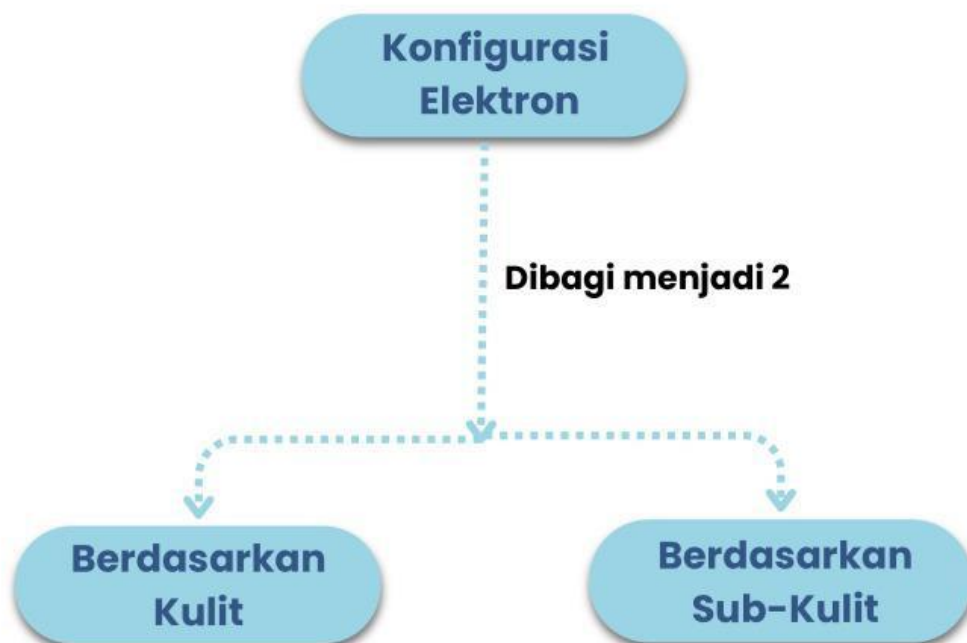 Konfigurasi
Elektron
Dibagi menjadi 2
Berdasarkan
Kulit
Berdasarkan
Sub-Kulit